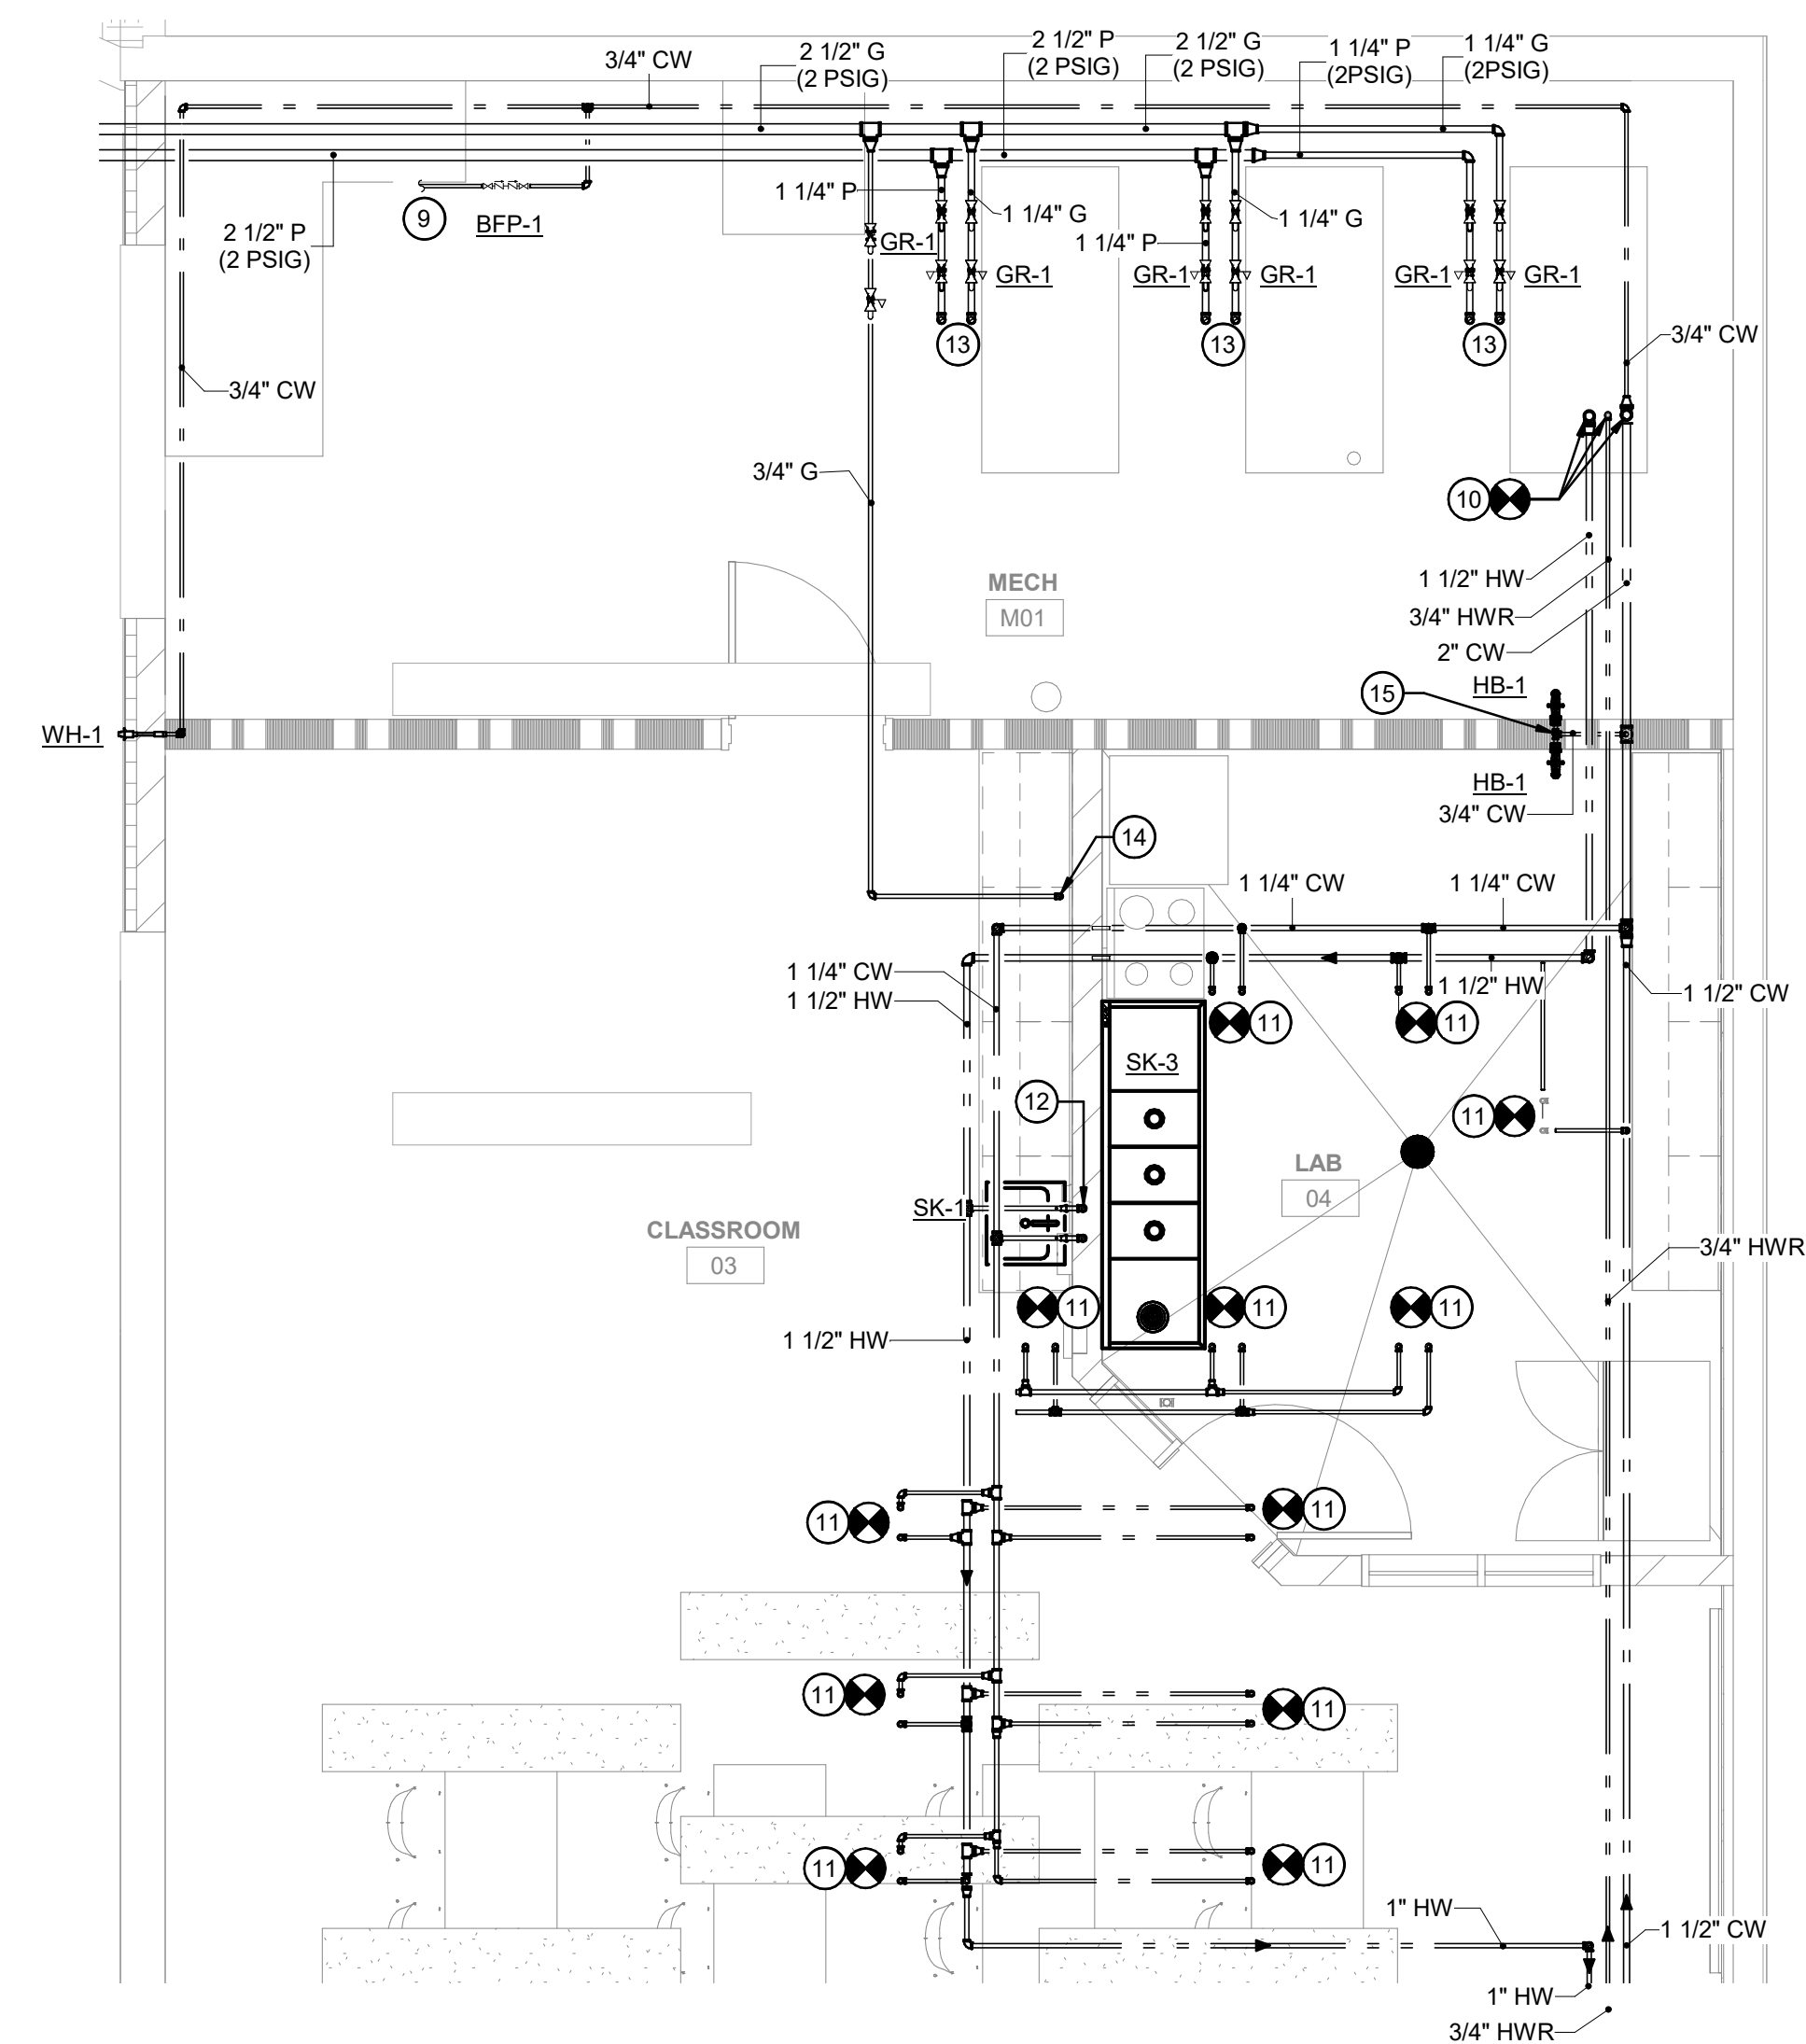 3/4" CW
2 1/2" G
(2 PSIG)
2 1/2" P
(2 PSIG)
2 1/2" G
(2 PSIG)
1 1/4" P
(2PSIG)
1 1/4" G
(2PSIG)
9
BFP-1
2 1/2" P
(2 PSIG)
1 1/4" P
1 1/4" G
1 1/4" P
1 1/4" G
GR-1
GR-1
GR-1
GR-1
GR-1
GR-1
13
13
13
3/4" CW
3/4" CW
3/4" G
10
MECH
M01
1 1/2" HW
3/4" HWR
2" CW
15
HB-1
WH-1
HB-1
3/4" CW
14
1 1/4" CW
1 1/4" CW
1 1/4" CW
1 1/2" HW
1 1/2" HW
1 1/2" CW
11
11
SK-3
12
11
LAB
04
SK-1
CLASSROOM
03
3/4" HWR
11
11
11
1 1/2" HW
11
11
11
11
11
11
1" HW
1 1/2" CW
1" HW
3/4" HWR